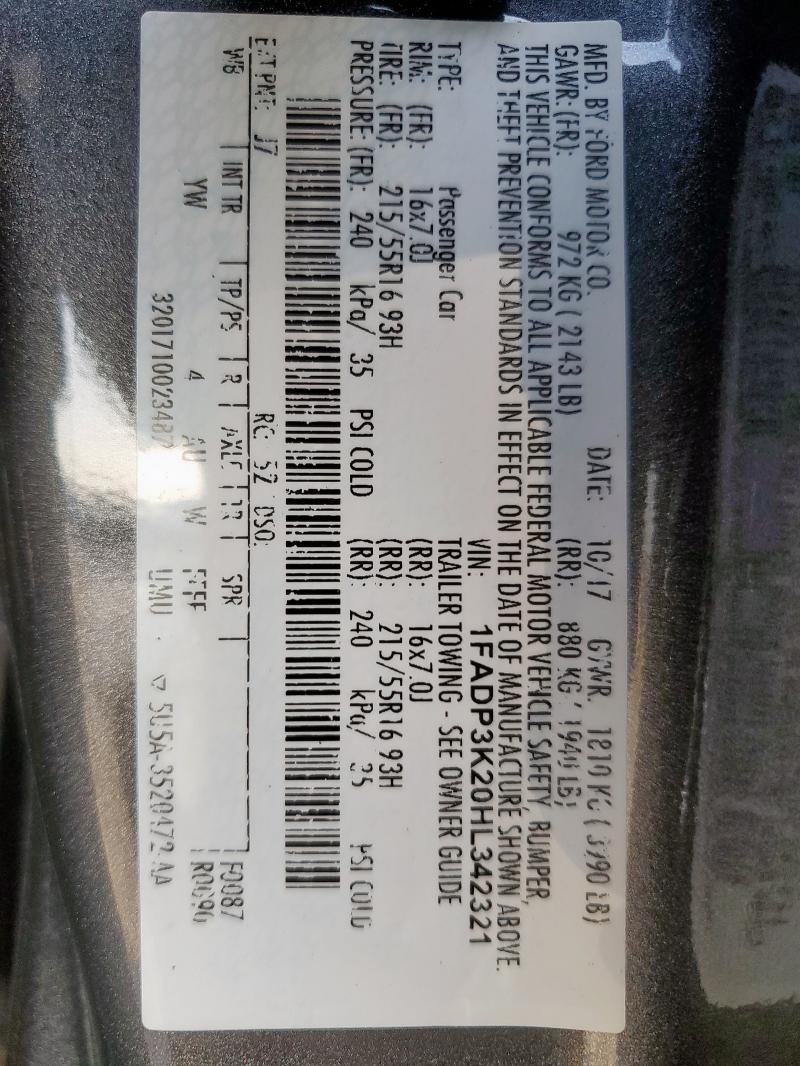 MFD. BY FORD MOTOR CO. DATE: 10/17 GVWR: 1810 KG ( 3990 LB)
GAWR: (FR): 972 KG ( 2143 LB) (RR): 880 KG ( 1940 LB)
THIS VEHICLE CONFORMS TO ALL APPLICABLE FEDERAL MOTOR VEHICLE SAFETY, BUMPER,
AND THEFT PREVENTION STANDARDS IN EFFECT ON THE DATE OF MANUFACTURE SHOWN ABOVE.
VIN: 1FADP3K20HL342321
TYPE: Passenger Car TRAILER TOWING - SEE OWNER GUIDE
RIM: (FR): 16x7.0J (RR): 16x7.0J
TIRE: (FR): 215/55R16 93H (RR): 215/55R16 93H
PRESSURE: (FR): 240 kPa/ 35 PSI COLD (RR): 240 kPa/ 35 PSI COLD
EXT PNT: J7 RC: 52 DSO: F0087
WB INT TR TP/PS R AXLE TR SPR
YW 4 W
UMU 5U5A-3520472-AA